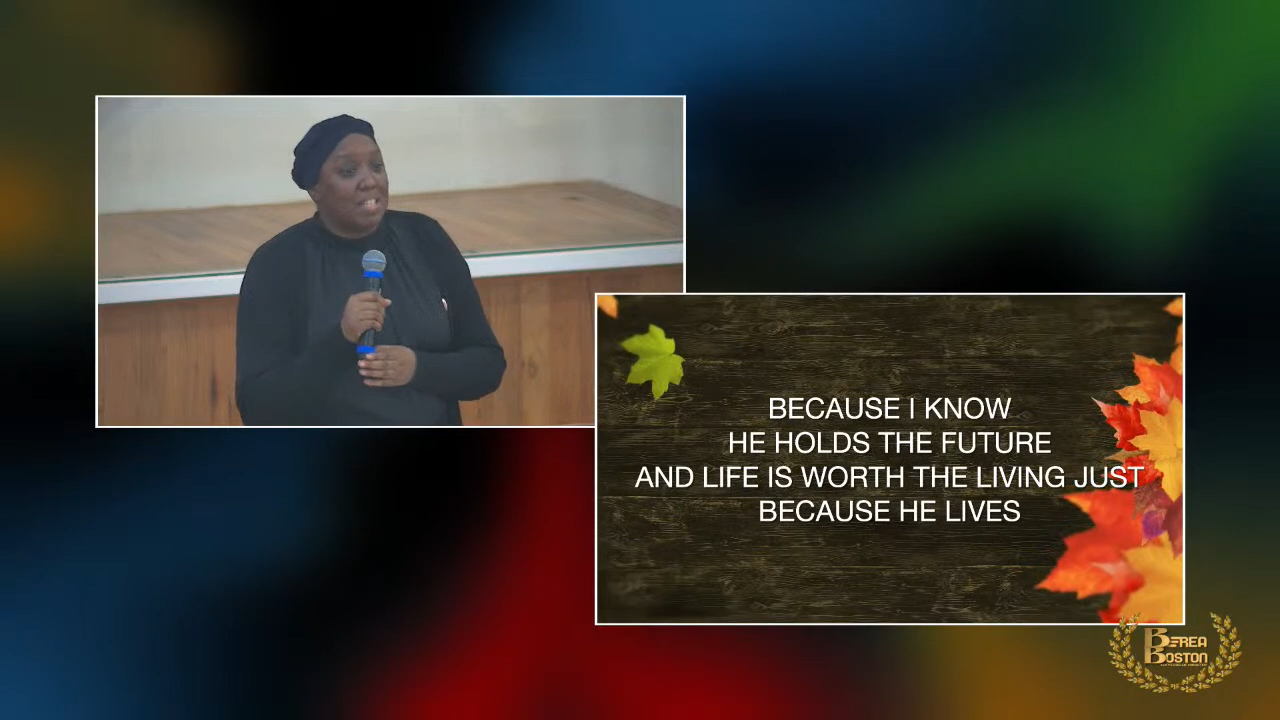 BECAUSE I KNOW
HE HOLDS THE FUTURE
AND LIFE IS WORTH THE LIVING JUST
BECAUSE HE LIVES
BEREA
BOSTON